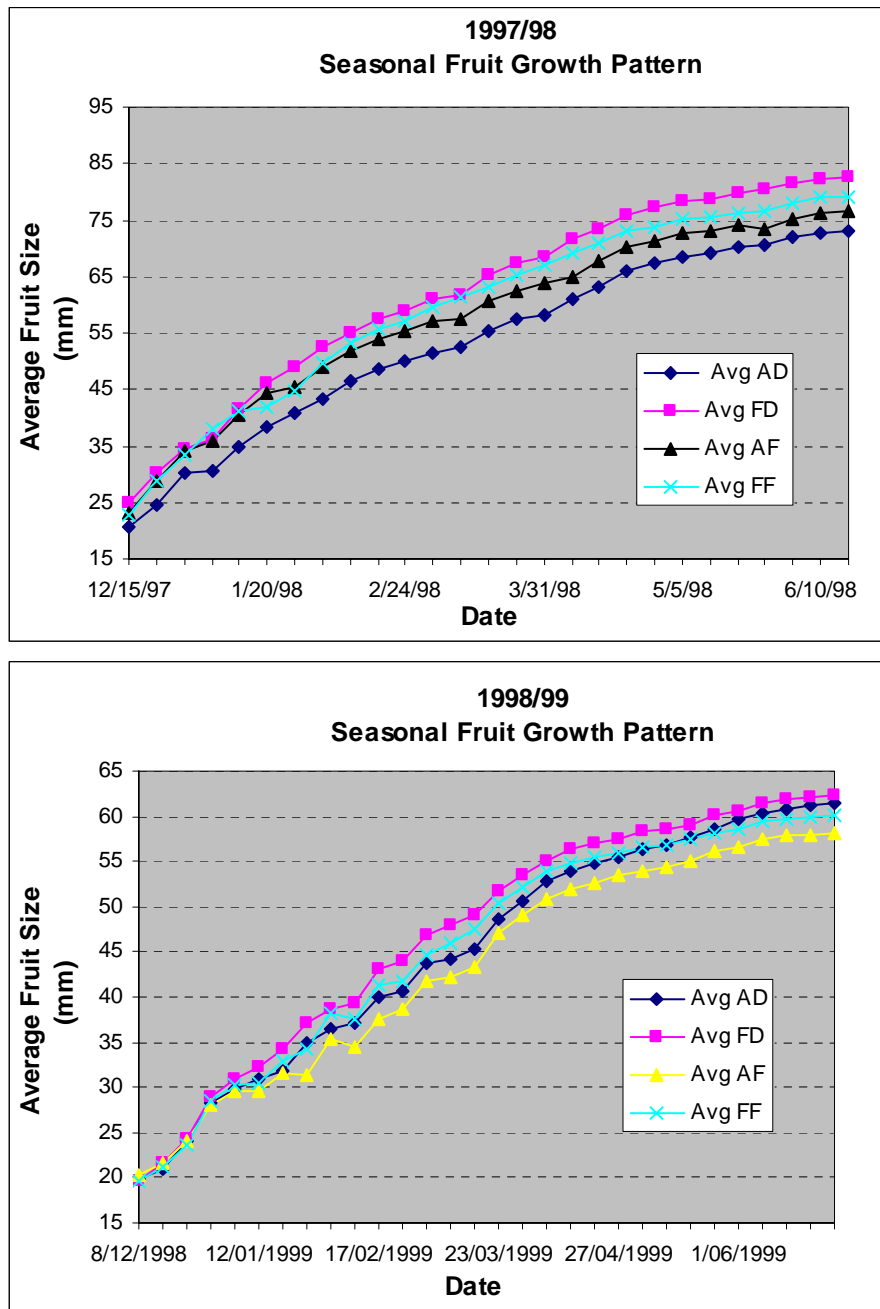 1997/98
Seasonal Fruit Growth Pattern
95
85
75
65
55
45
35
25
15
Average Fruit Size
(mm)
Avg AD
Avg FD
Avg AF
Avg FF
12/15/97 1/20/98 2/24/98 3/31/98 5/5/98 6/10/98
Date
1998/99
Seasonal Fruit Growth Pattern
65
60
55
50
45
40
35
30
25
20
15
Average Fruit Size
(mm)
Avg AD
Avg FD
Avg AF
Avg FF
8/12/1998 12/01/1999 17/02/1999 23/03/1999 27/04/1999 1/06/1999
Date